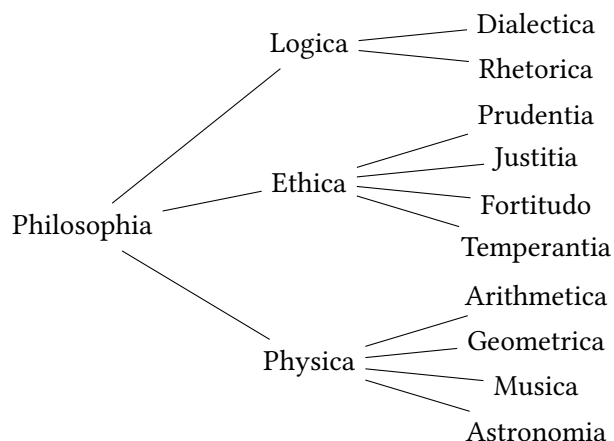 Philosophia
Logica
Dialectica
Rhetorica
Ethica
Prudentia
Justitia
Fortitudo
Temperantia
Physica
Arithmetica
Geometrica
Musica
Astronomia